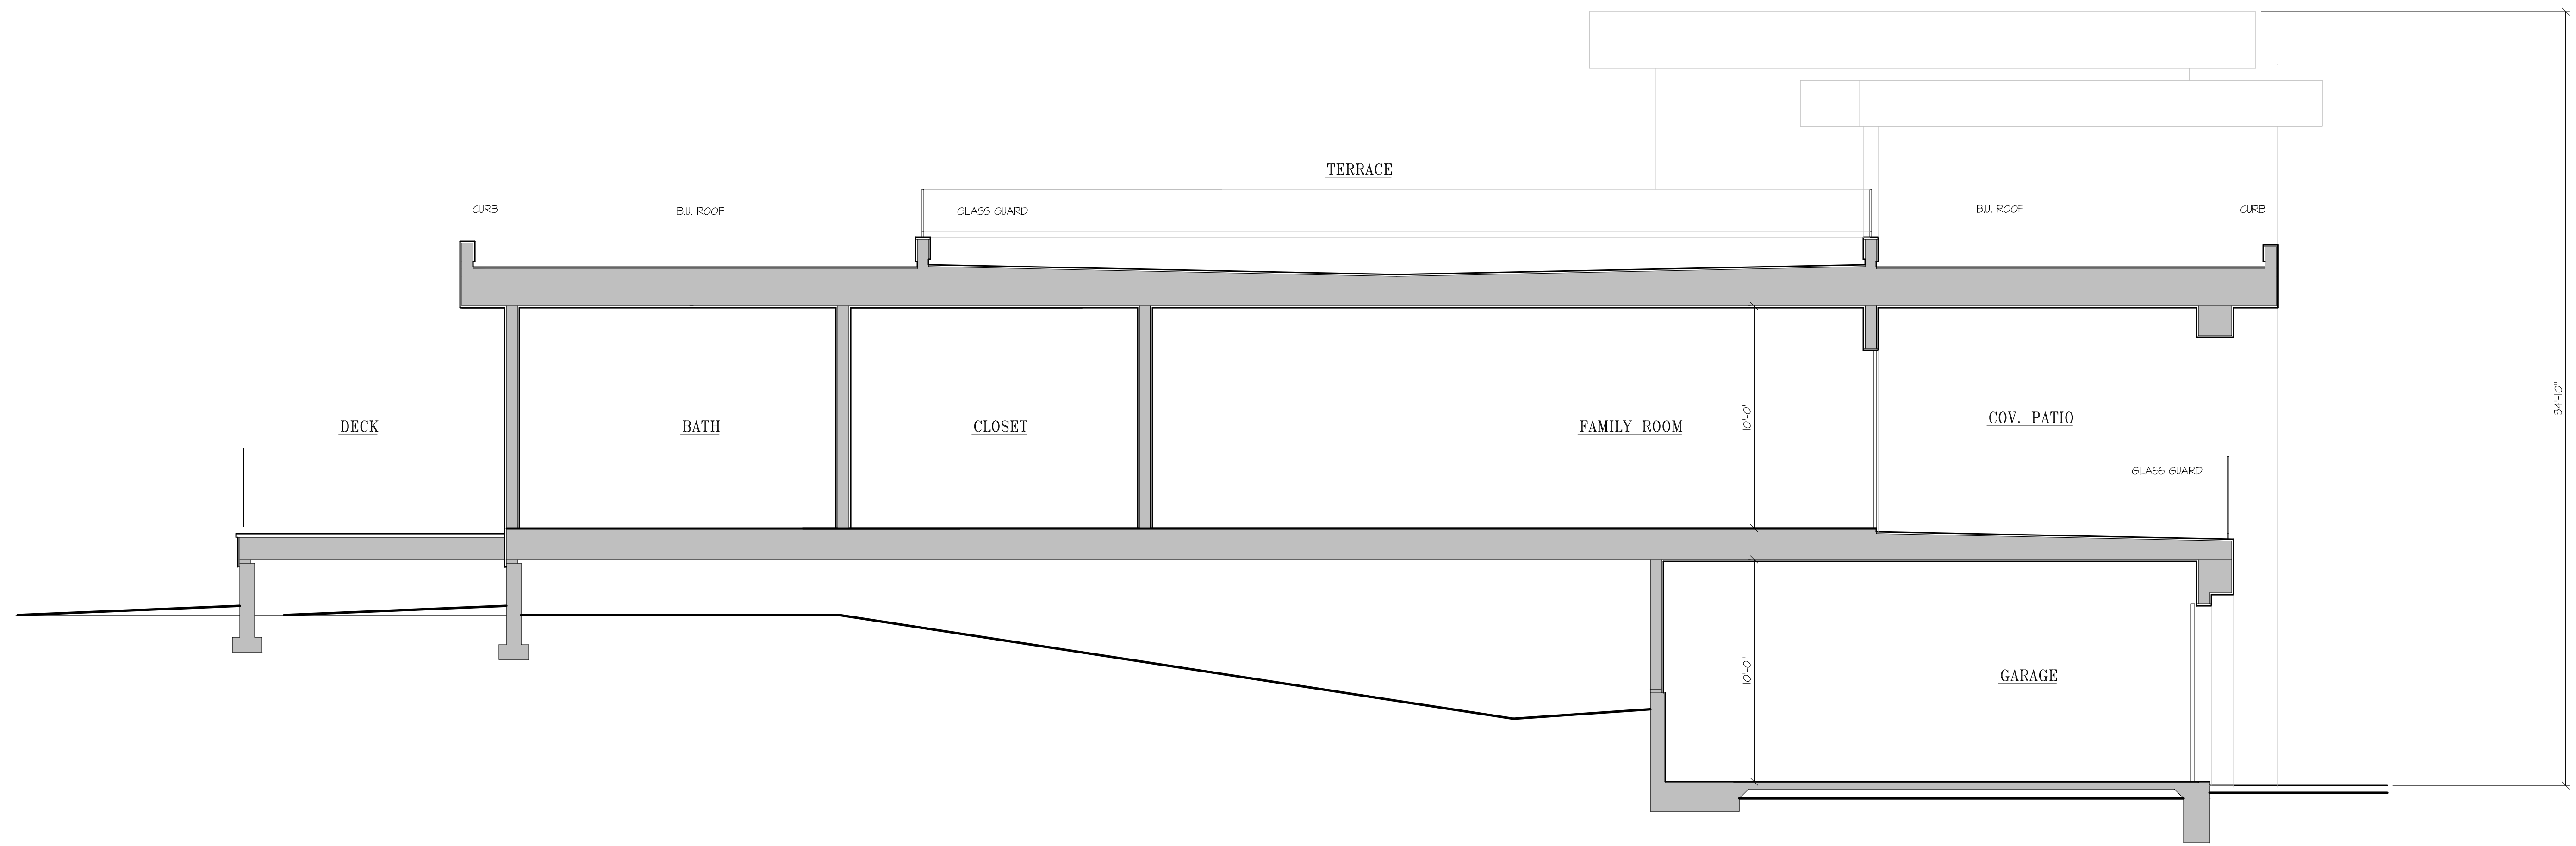 TERRACE
CURB
B.U. ROOF
GLASS GUARD
B.U. ROOF
CURB
34'-10"
DECK
BATH
CLOSET
FAMILY ROOM
10'-0"
COV. PATIO
GLASS GUARD
10'-0"
GARAGE